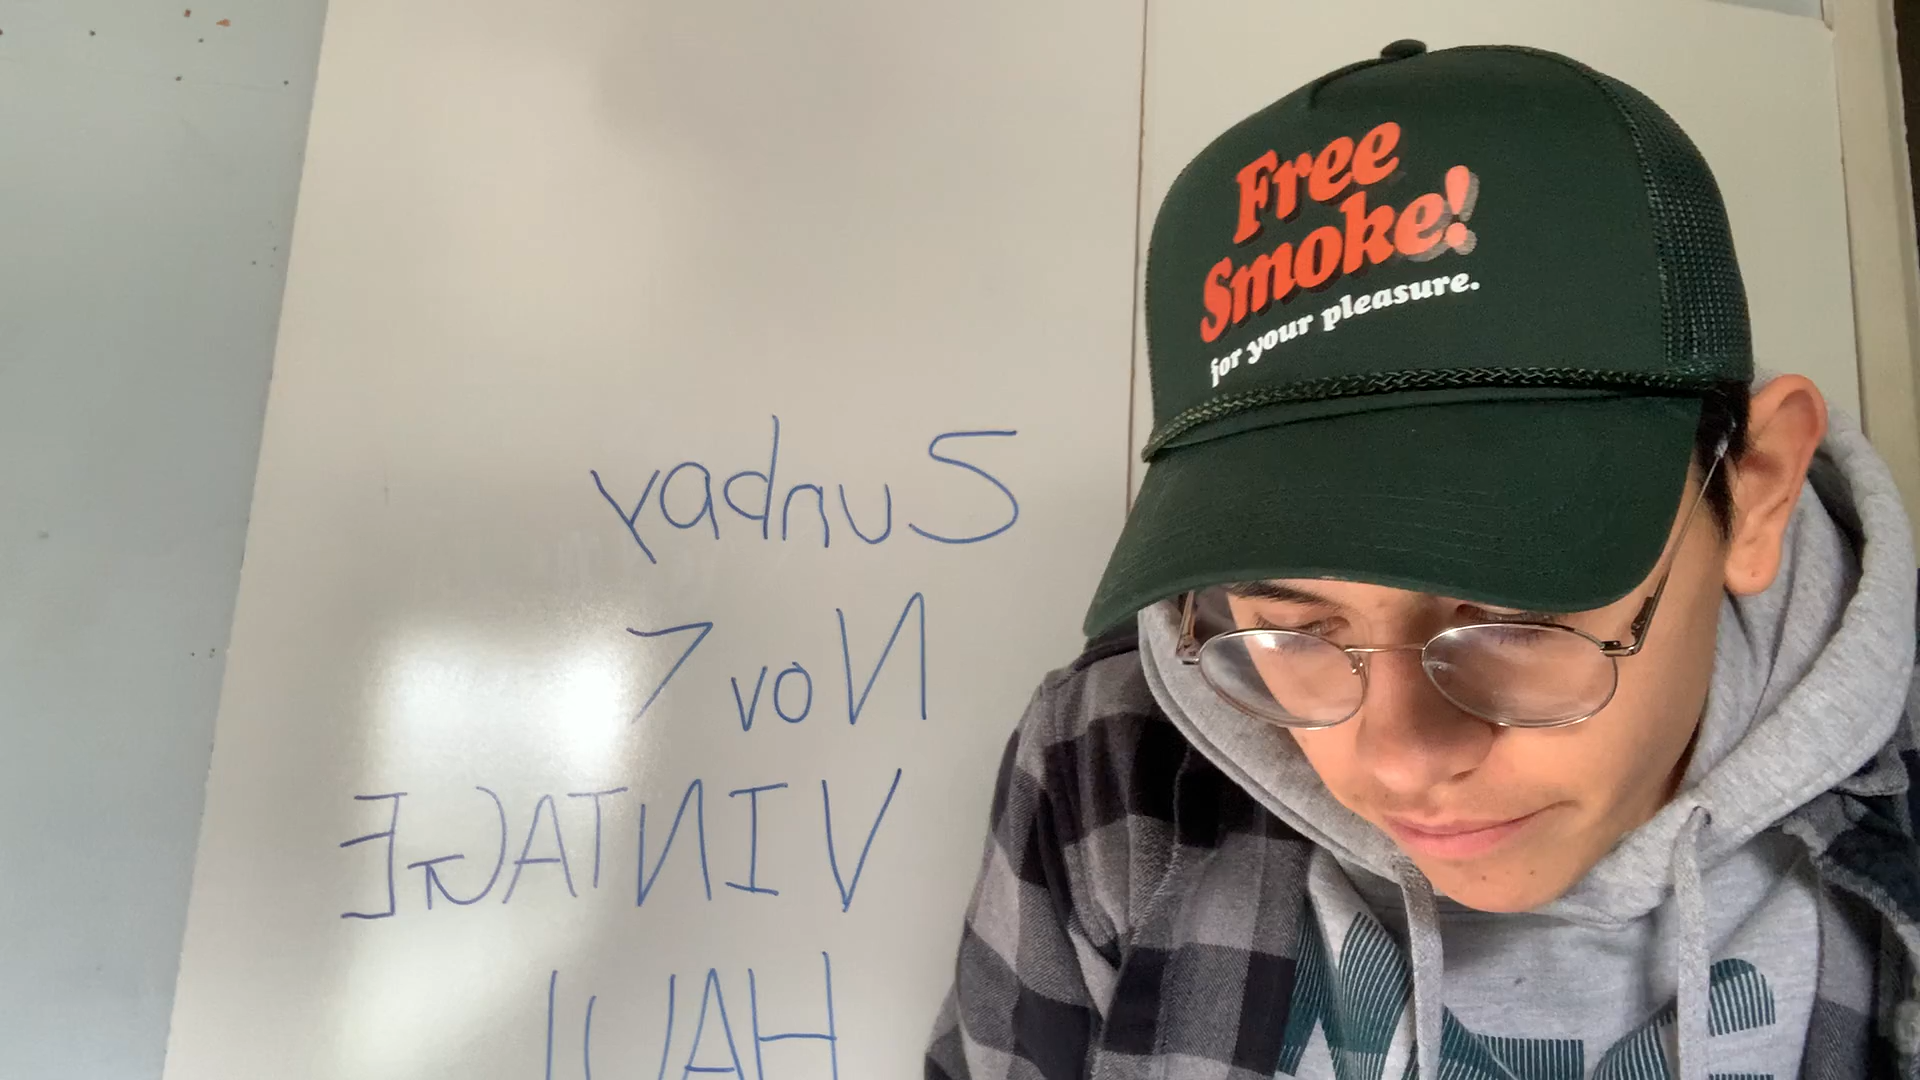 Free
Smoke!
for your pleasure.
Sunday
Nov 7
VINTAGE
HAUL